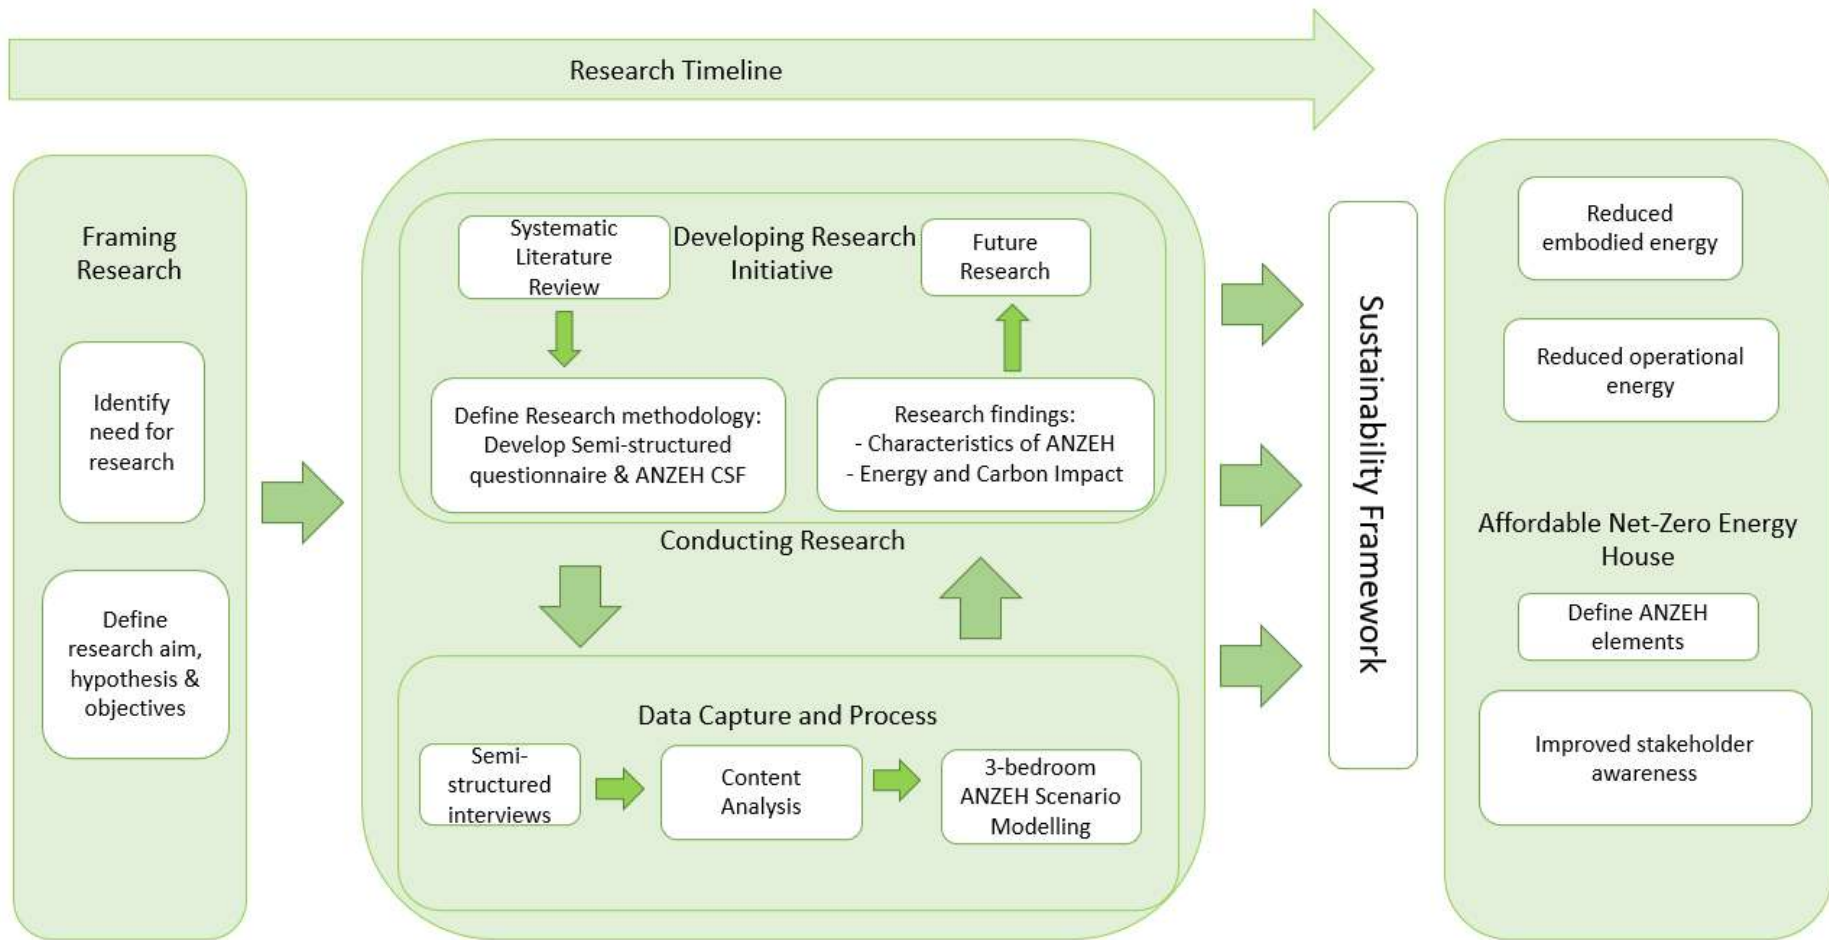 Research Timeline
Framing
Research
Identify
need for
research
Define
research aim,
hypothesis &
objectives
Systematic
Literature
Review
Developing Research
Initiative
Future
Research
Define Research methodology:
Develop Semi-structured
questionnaire & ANZEH CSF
Research findings:
- Characteristics of ANZEH
- Energy and Carbon Impact
Conducting Research
Data Capture and Process
Semi-
structured
interviews
Content
Analysis
3-bedroom
ANZEH Scenario
Modelling
Sustainability Framework
Reduced
embodied energy
Reduced operational
energy
Affordable Net-Zero Energy
House
Define ANZEH
elements
Improved stakeholder
awareness